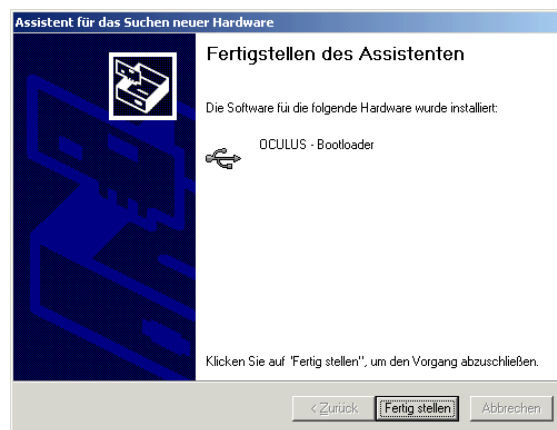 Assistent für das Suchen neuer Hardware
Fertigstellen des Assistenten
Die Software für die folgende Hardware wurde installiert:
OCULUS - Bootloader
Klicken Sie auf "Fertig stellen", um den Vorgang abzuschließen.
< Zurück Fertig stellen Abbrechen